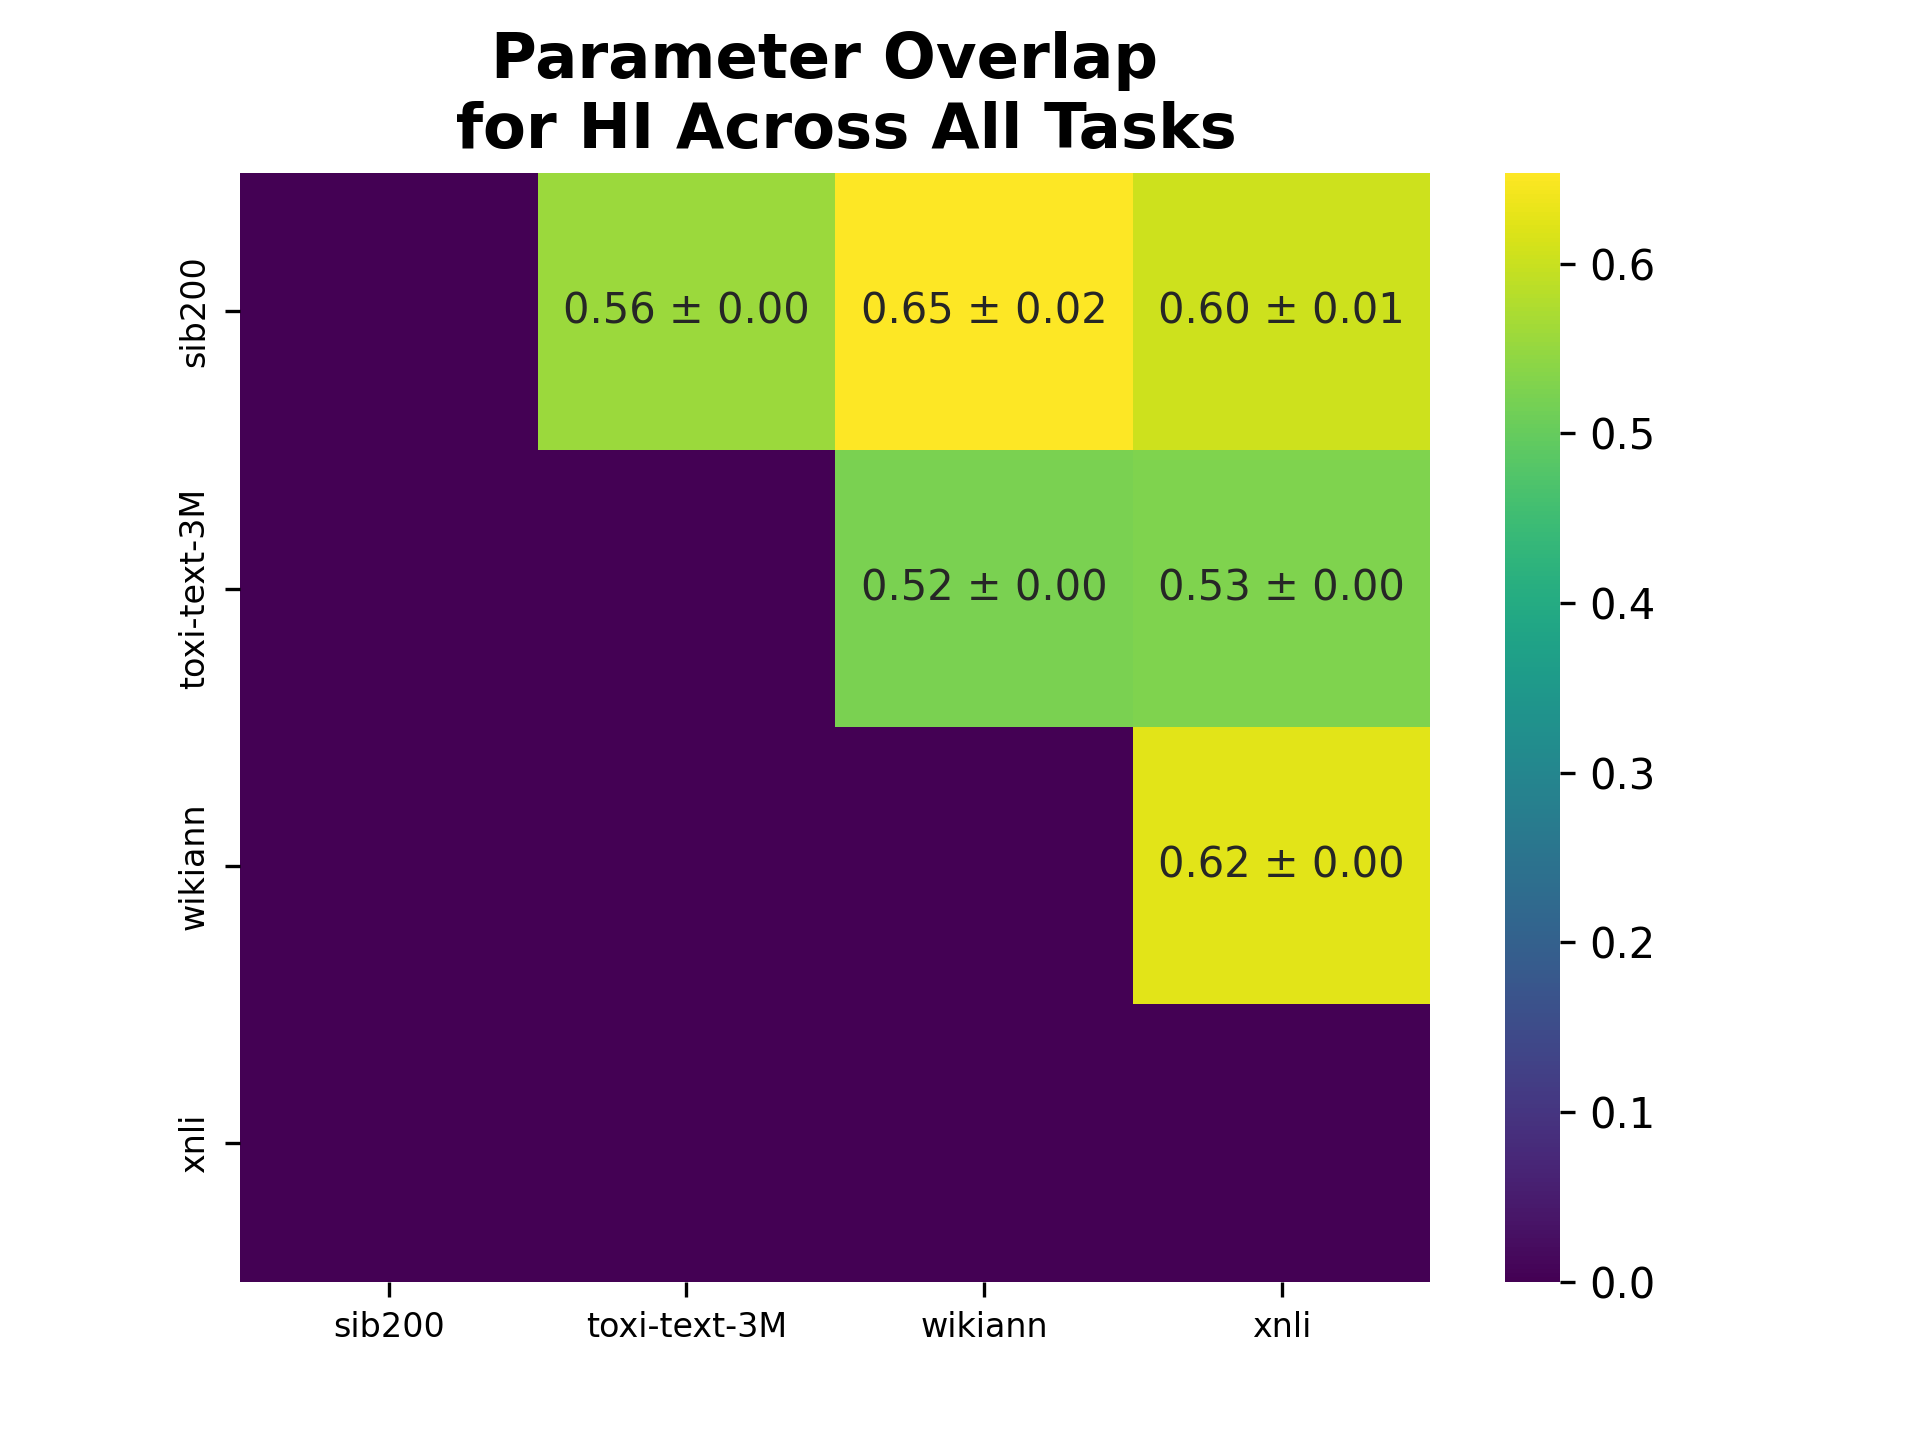 Parameter Overlap
for HI Across All Tasks
sib200
0.56 ± 0.00
0.65 ± 0.02
0.60 ± 0.01
toxi-text-3M
0.52 ± 0.00
0.53 ± 0.00
wikiann
0.62 ± 0.00
xnli
sib200
toxi-text-3M
wikiann
xnli
0.6
0.5
0.4
0.3
0.2
0.1
0.0